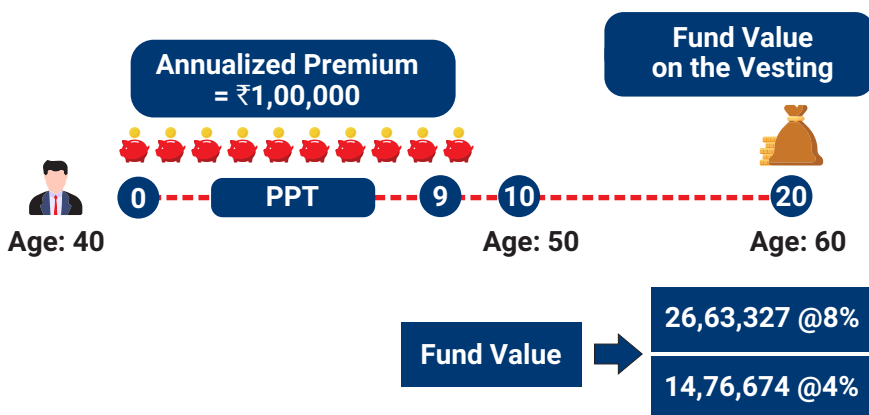 Annualized Premium
= ₹1,00,000
Fund Value
on the Vesting
0
PPT
9
10
20
Age: 40
Age: 50
Age: 60
Fund Value
26,63,327 @8%
14,76,674 @4%